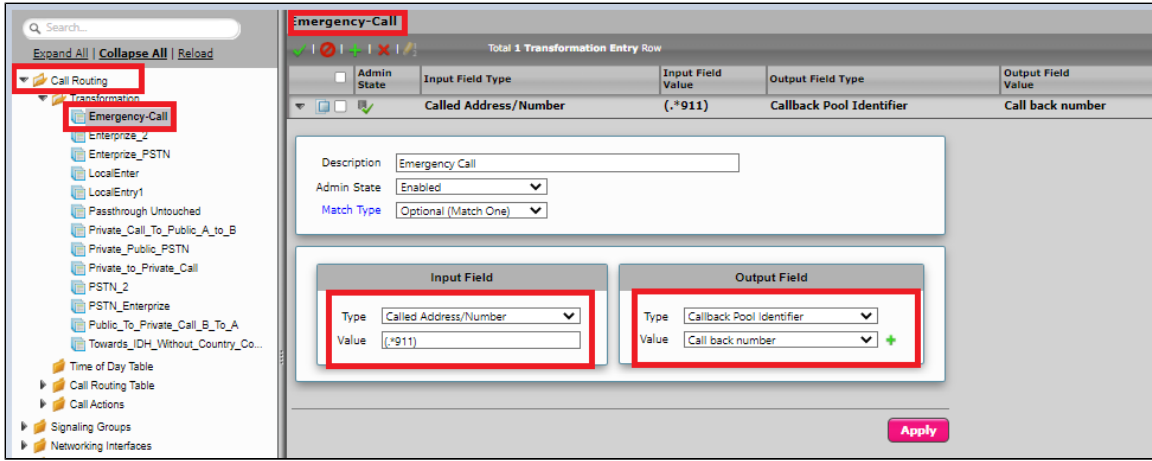 Search...
Expand All | Collapse All | Reload
Call Routing
Transformation
Emergency-Call
Enterprize_2
Enterprize_PSTN
LocalEnter
LocalEntry1
Passthrough Untouched
Private_Call_To_Public_A_to_B
Private_Public_PSTN
Private_to_Private_Call
PSTN_2
PSTN_Enterprize
Public_To_Private_Call_B_To_A
Towards_IDH_Without_Country_Co...
Time of Day Table
Call Routing Table
Call Actions
Signaling Groups
Networking Interfaces
Emergency-Call
Total 1 Transformation Entry Row
Admin State Input Field Type Input Field Value Output Field Type Output Field Value
Called Address/Number (.*911) Callback Pool Identifier Call back number
Description Emergency Call
Admin State Enabled
Match Type Optional (Match One)
Input Field
Type Called Address/Number
Value (.*911)
Output Field
Type Callback Pool Identifier
Value Call back number
Apply